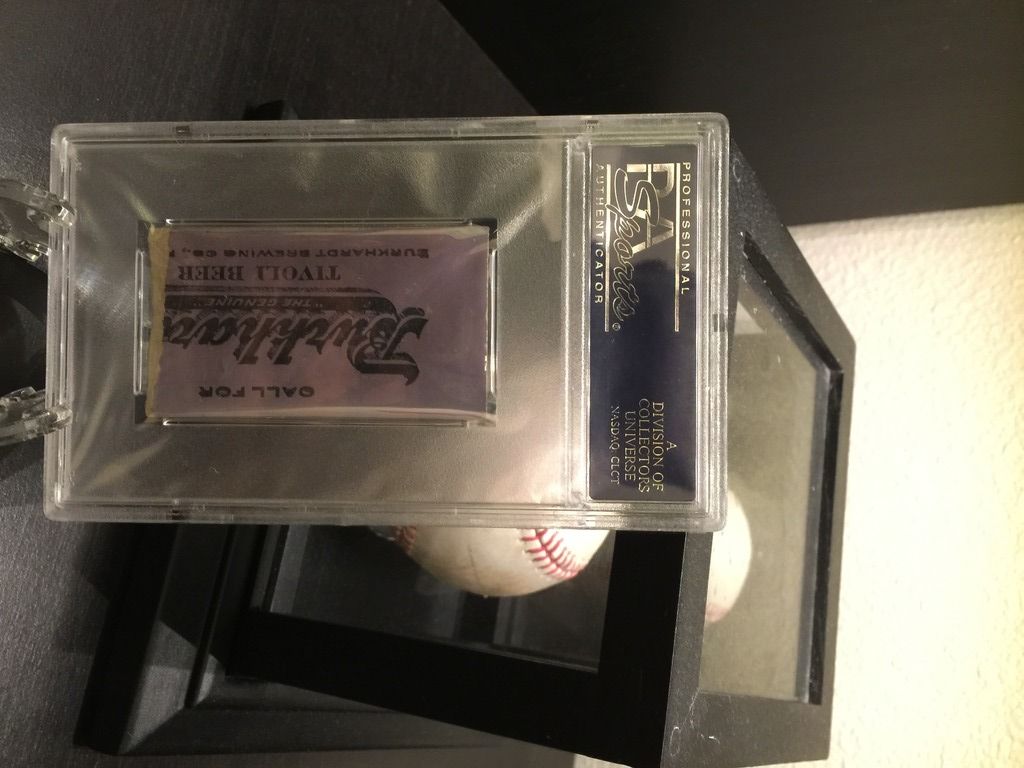 PROFESSIONAL
PSA
Sports®
AUTHENTICATOR
A
DIVISION OF
COLLECTORS
UNIVERSE
NASDAQ: CLCT
CALL FOR
"THE GENUINE"
TIVOLI BEER
BURKHARDT BREWING CO.,